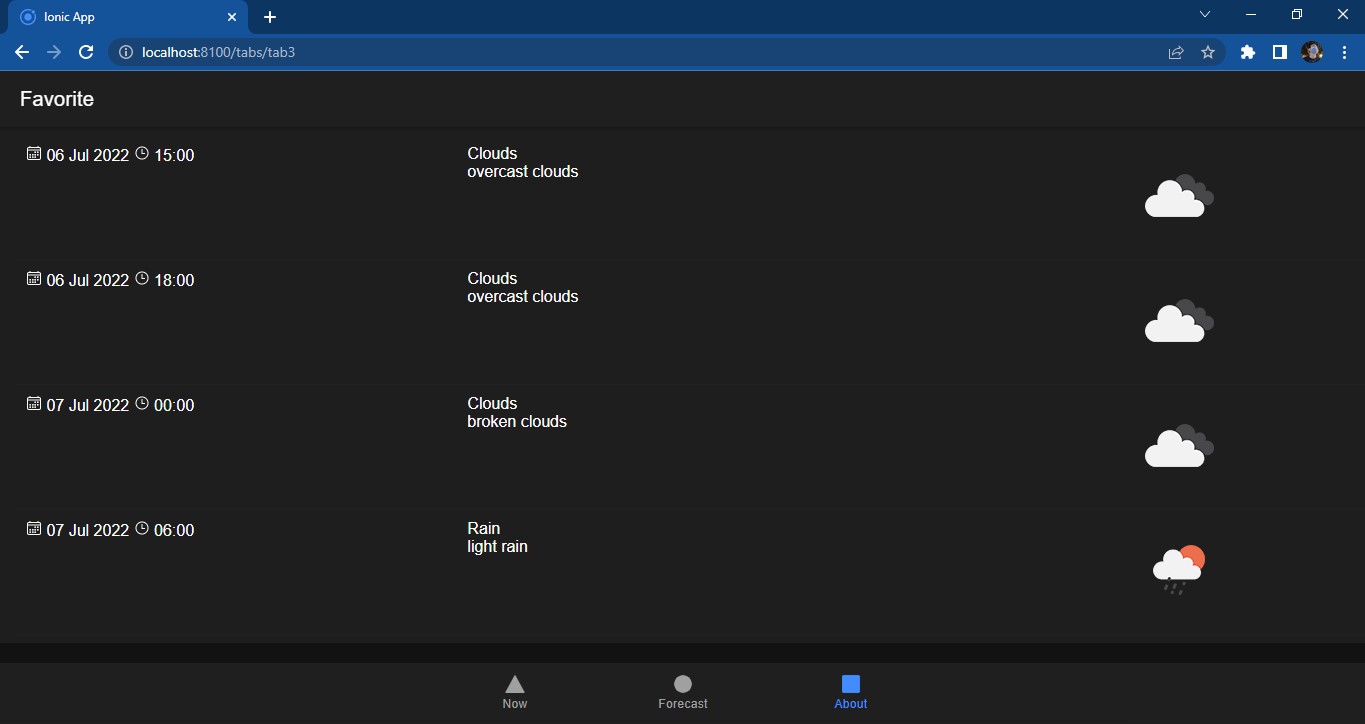 Ionic App
localhost:8100/tabs/tab3
Favorite
06 Jul 2022 15:00
Clouds
overcast clouds
06 Jul 2022 18:00
Clouds
overcast clouds
07 Jul 2022 00:00
Clouds
broken clouds
07 Jul 2022 06:00
Rain
light rain
Now
Forecast
About